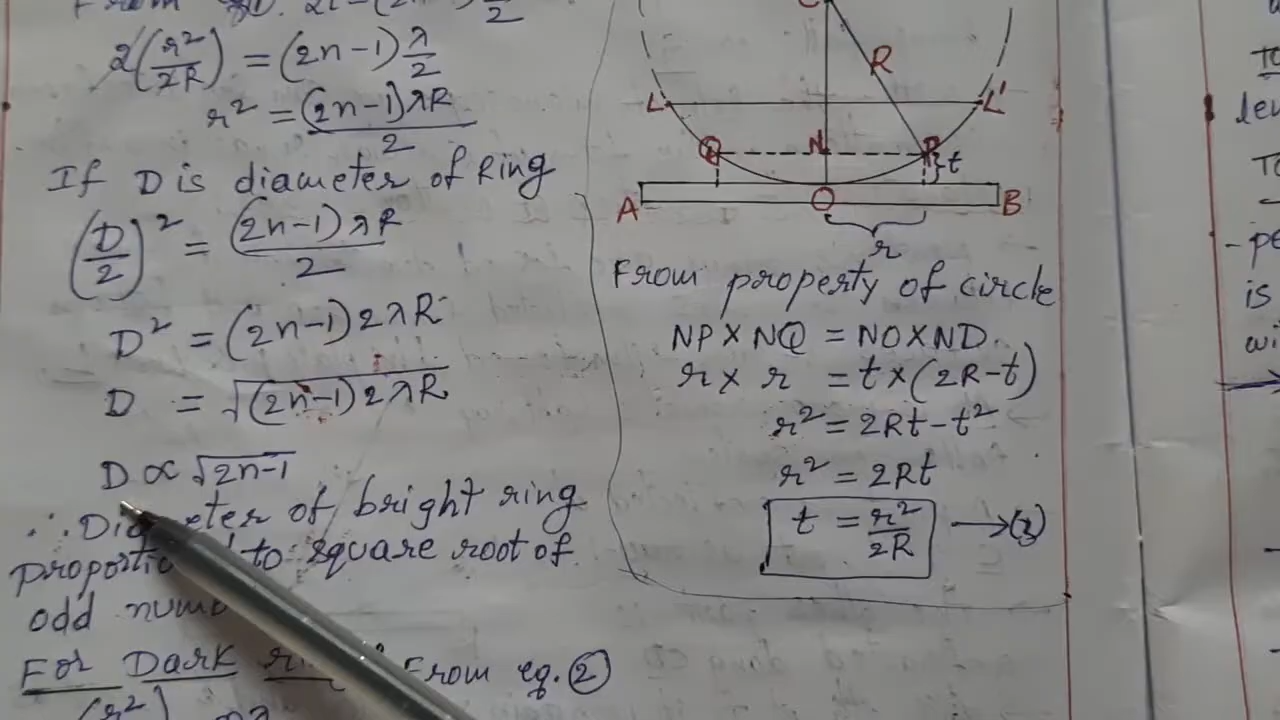 2(r²/2R) = (2n-1) λ/2
r² = (2n-1)λR/2
If D is diameter of Ring
(D/2)² = (2n-1)λR/2
D² = (2n-1)2λR
D = √(2n-1)2λR
D ∝ √2n-1
∴ Diameter of bright ring
to square root of
odd
For Dark From eq. ②
C
R
L L'
Q N P t
A O B
r
From property of circle
NP × NQ = NO × ND.
r × r = t × (2R-t)
r² = 2Rt - t²
r² = 2Rt
t = r²/2R → (3)
is